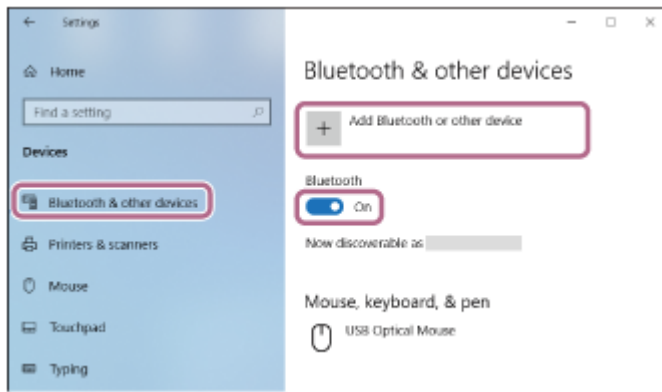 Settings
Home
Find a setting
Devices
Bluetooth & other devices
Printers & scanners
Mouse
Touchpad
Typing
Bluetooth & other devices
Add Bluetooth or other device
Bluetooth
On
Now discoverable as
Mouse, keyboard, & pen
USB Optical Mouse